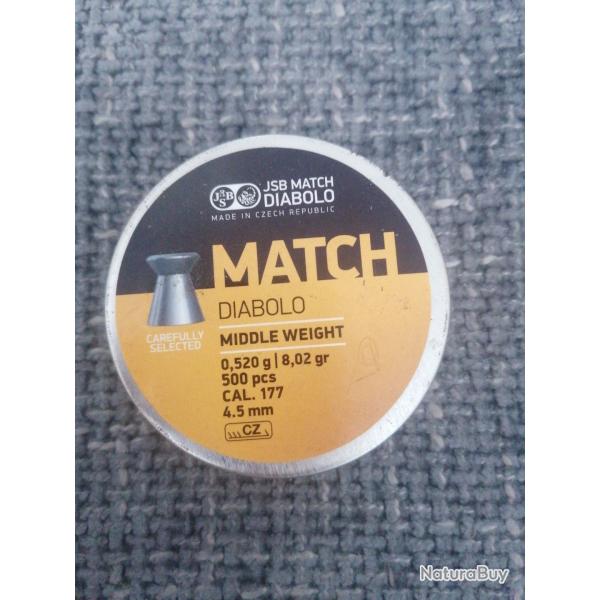 JSB
JSB MATCH
DIABOLO
MADE IN CZECH REPUBLIC
MATCH
DIABOLO
CAREFULLY
SELECTED
MIDDLE WEIGHT
0,520 g | 8,02 gr
500 pcs
CAL. 177
4.5 mm
CZ
NaturaBuy